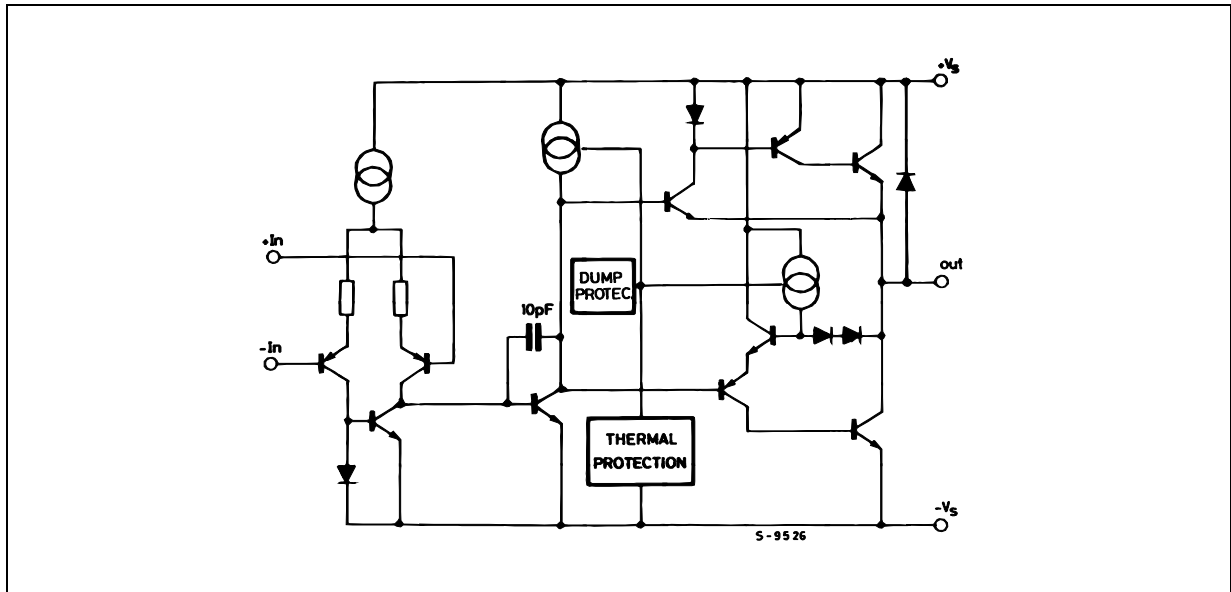 +Vs
+In
out
DUMP
PROTEC.
10pF
-In
THERMAL
PROTECTION
-Vs
S-9526